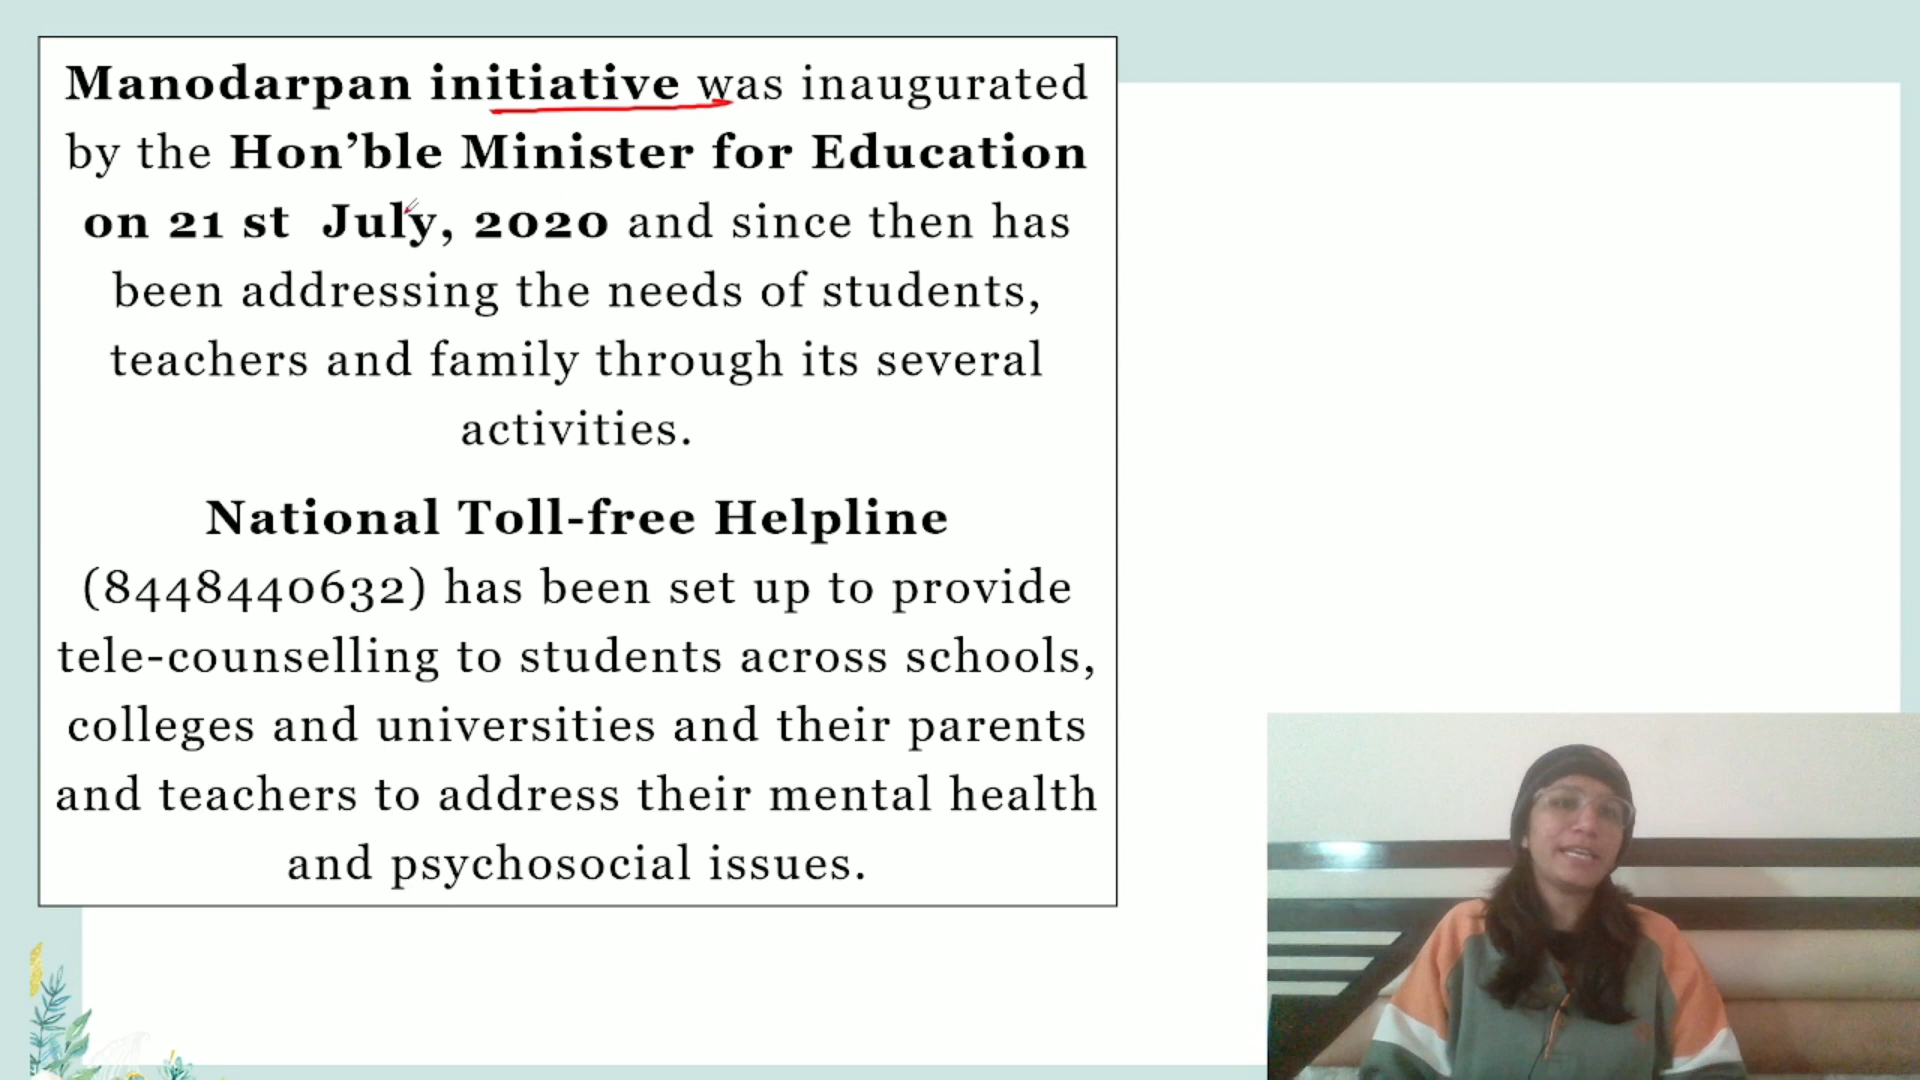 Manodarpan initiative was inaugurated
by the Hon’ble Minister for Education
on 21 st July, 2020 and since then has
been addressing the needs of students,
teachers and family through its several
activities.
National Toll-free Helpline
(8448440632) has been set up to provide
tele-counselling to students across schools,
colleges and universities and their parents
and teachers to address their mental health
and psychosocial issues.